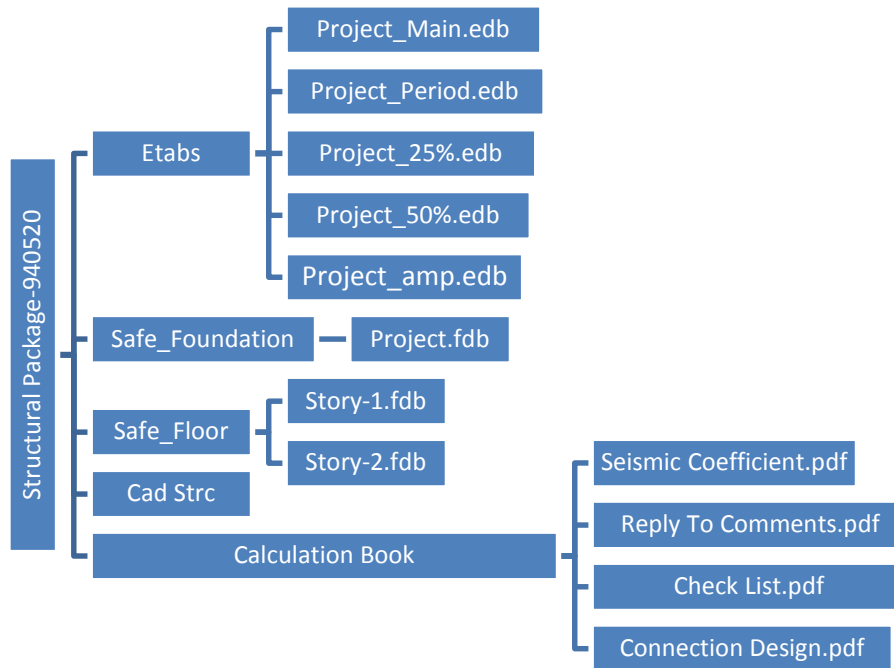 Structural Package-940520
Etabs
Project_Main.edb
Project_Period.edb
Project_25%.edb
Project_50%.edb
Project_amp.edb
Safe_Foundation
Project.fdb
Safe_Floor
Story-1.fdb
Story-2.fdb
Cad Strc
Calculation Book
Seismic Coefficient.pdf
Reply To Comments.pdf
Check List.pdf
Connection Design.pdf